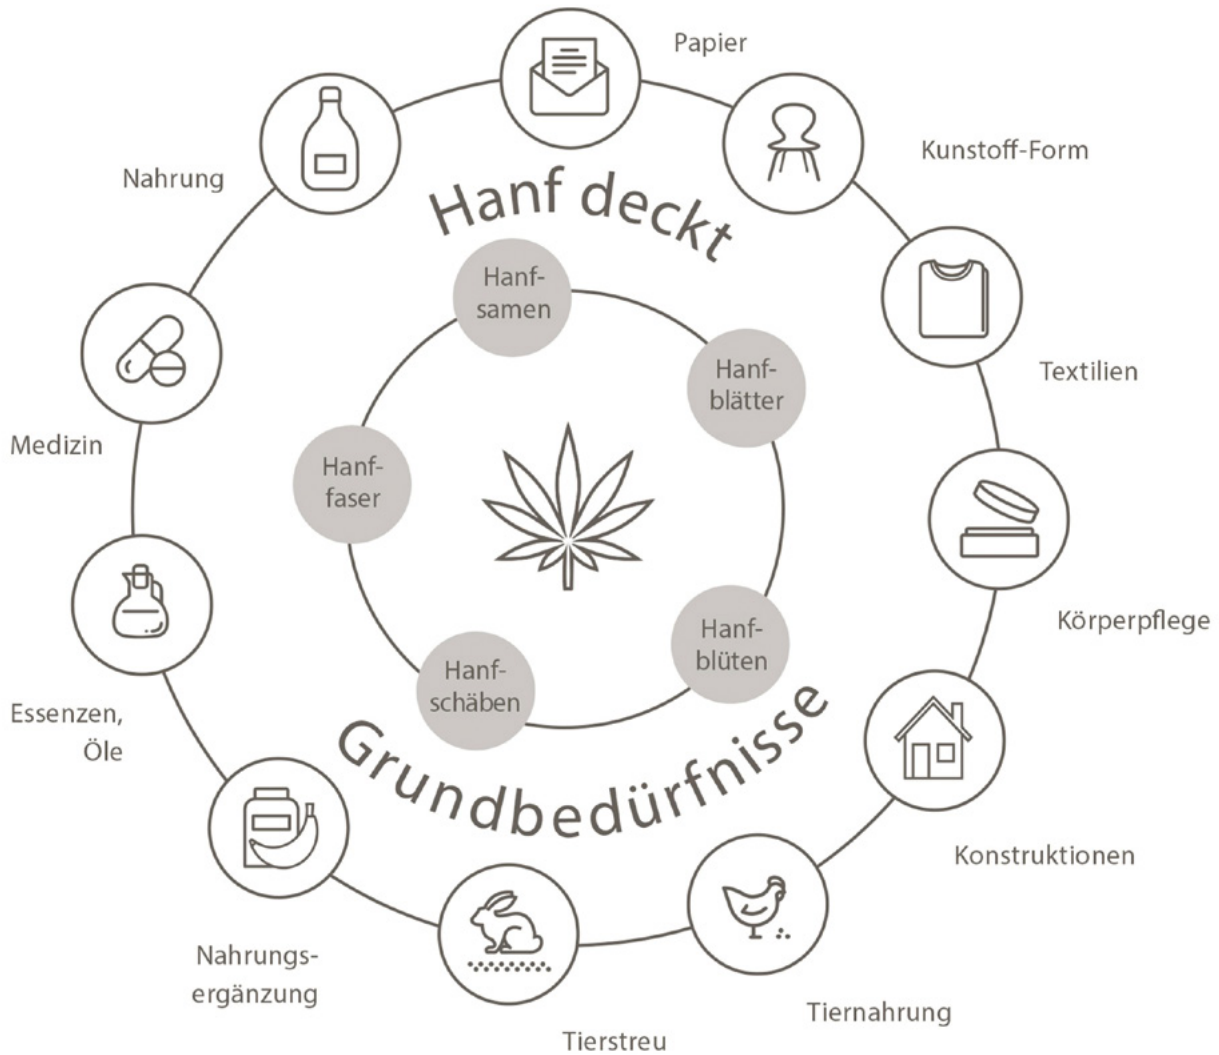 Papier
Kunstoff-Form
Nahrung
Hanf deckt
Hanf-
samen
Hanf-
blätter
Textilien
Medizin
Hanf-
faser
Körperpflege
Hanf-
blüten
Hanf-
schäben
Essenzen,
Öle
Grundbedürfnisse
Konstruktionen
Nahrungs-
ergänzung
Tiernahrung
Tierstreu